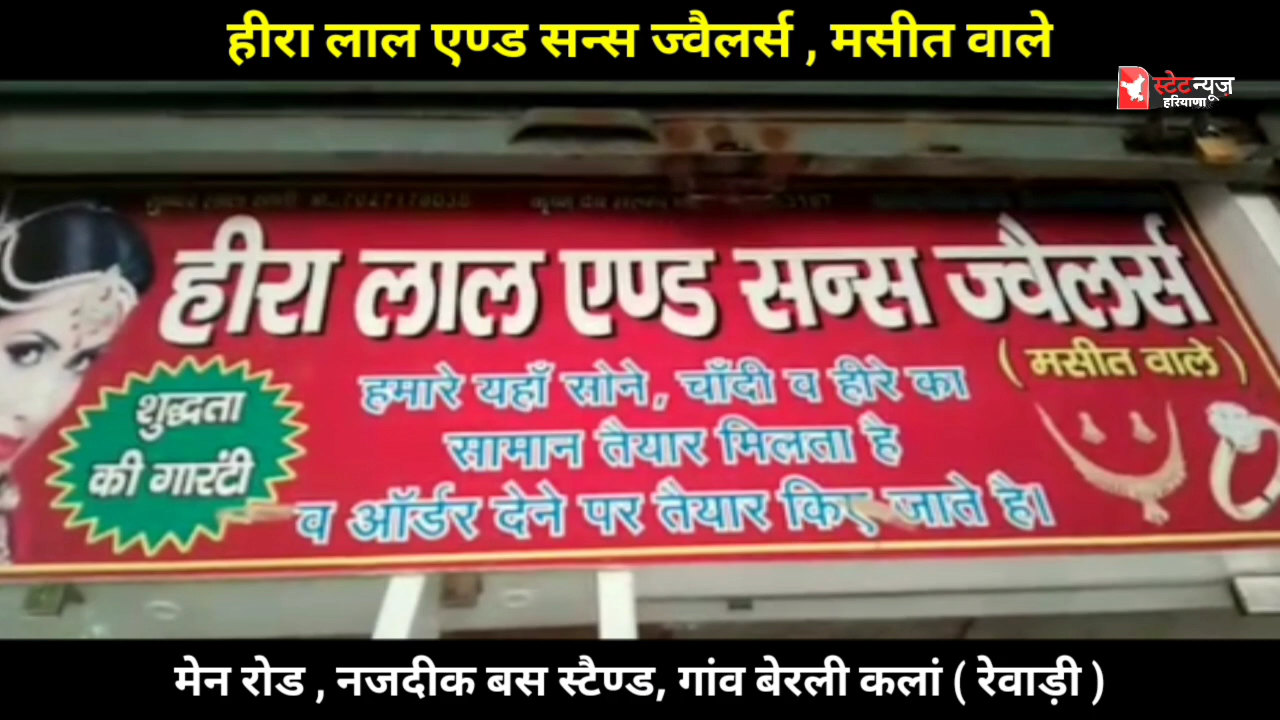 हीरा लाल एण्ड सन्स ज्वैलर्स , मसीत वाले
स्टेट न्यूज़
हरियाणा
हीरा लाल एण्ड सन्स ज्वैलर्स
( मसीत वाले )
शुद्धता
की गारंटी
हमारे यहाँ सोने , चाँदी व हीरे का
सामान तैयार मिलता है
व ऑर्डर देने पर तैयार किए जाते है।
मेन रोड , नजदीक बस स्टैण्ड, गांव बेरली कलां ( रेवाड़ी )